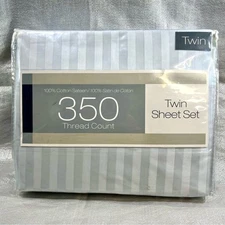 Twin
100% Cotton Sateen / 100% Satin de Coton
350
Thread Count
Twin
Sheet Set